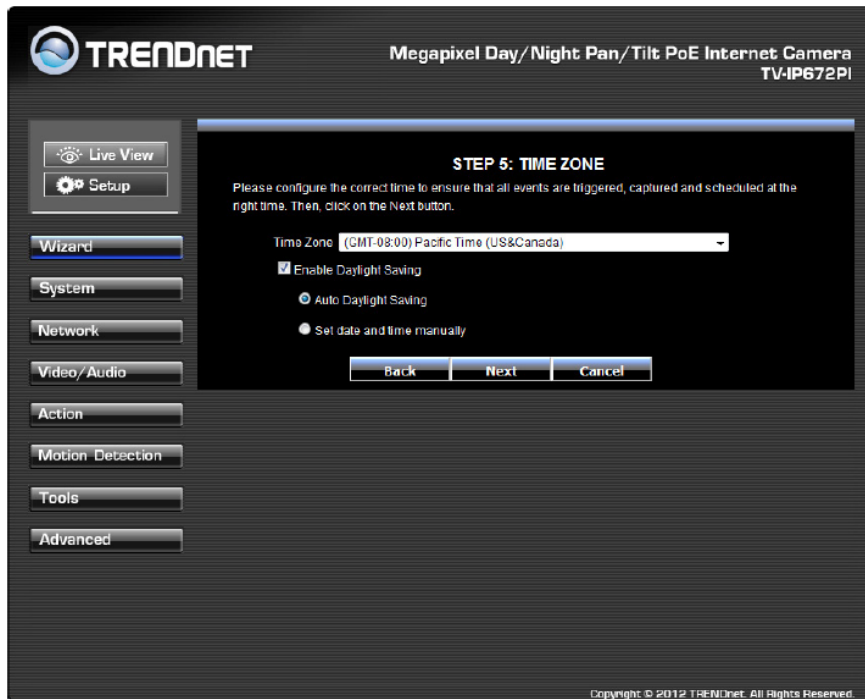 TRENDNET
Megapixel Day/Night Pan/Tilt PoE Internet Camera
TV-IP672PI
Live View
Setup
Wizard
System
Network
Video/Audio
Action
Motion Detection
Tools
Advanced
STEP 5: TIME ZONE
Please configure the correct time to ensure that all events are triggered, captured and scheduled at the
right time. Then, click on the Next button.
Time Zone (GMT-08:00) Pacific Time (US&Canada)
Enable Daylight Saving
Auto Daylight Saving
Set date and time manually
Back Next Cancel
Copyright © 2012 TRENDnet. All Rights Reserved.